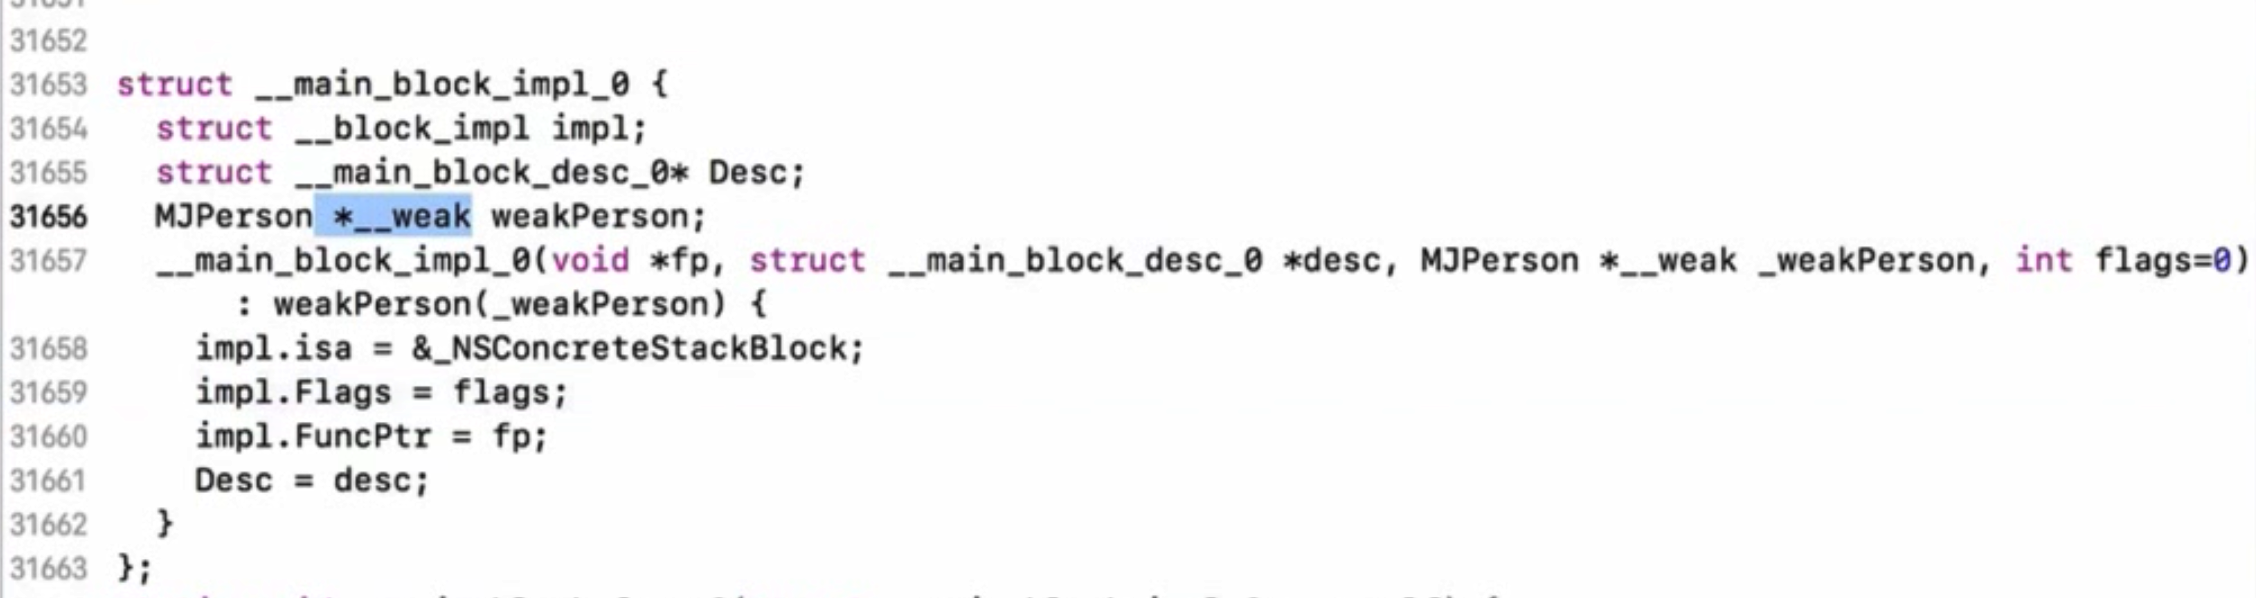 31652
31653 struct __main_block_impl_0 {
31654 struct __block_impl impl;
31655 struct __main_block_desc_0* Desc;
31656 MJPerson *__weak weakPerson;
31657 __main_block_impl_0(void *fp, struct __main_block_desc_0 *desc, MJPerson *__weak _weakPerson, int flags=0)
: weakPerson(_weakPerson) {
31658 impl.isa = &_NSConcreteStackBlock;
31659 impl.Flags = flags;
31660 impl.FuncPtr = fp;
31661 Desc = desc;
31662 }
31663 };